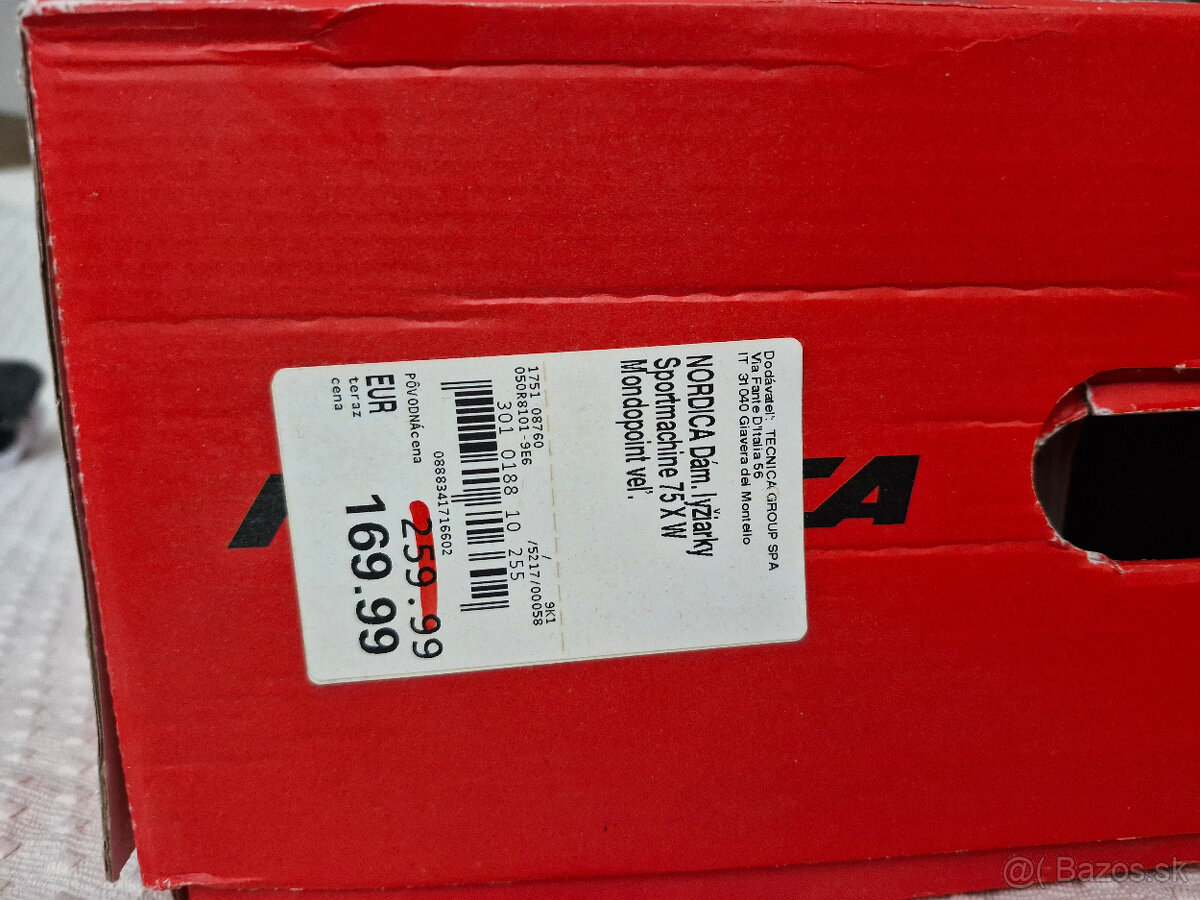 Dodávateľ: TECNICA GROUP SPA
Via Fante D'Italia 56
IT 31040 Giavera del Montello
NORDICA Dám. lyžiarky
Sportmachine 75 X W
Mondopoint veľ.
/ 9K1
1751 08760 /5217/00058
050R8101-9E6
301 0188 10 255
0888341716602
PÔVODNÁcena 259.99
EUR 169.99
teraz
cena
CA
@( Bazos.sk